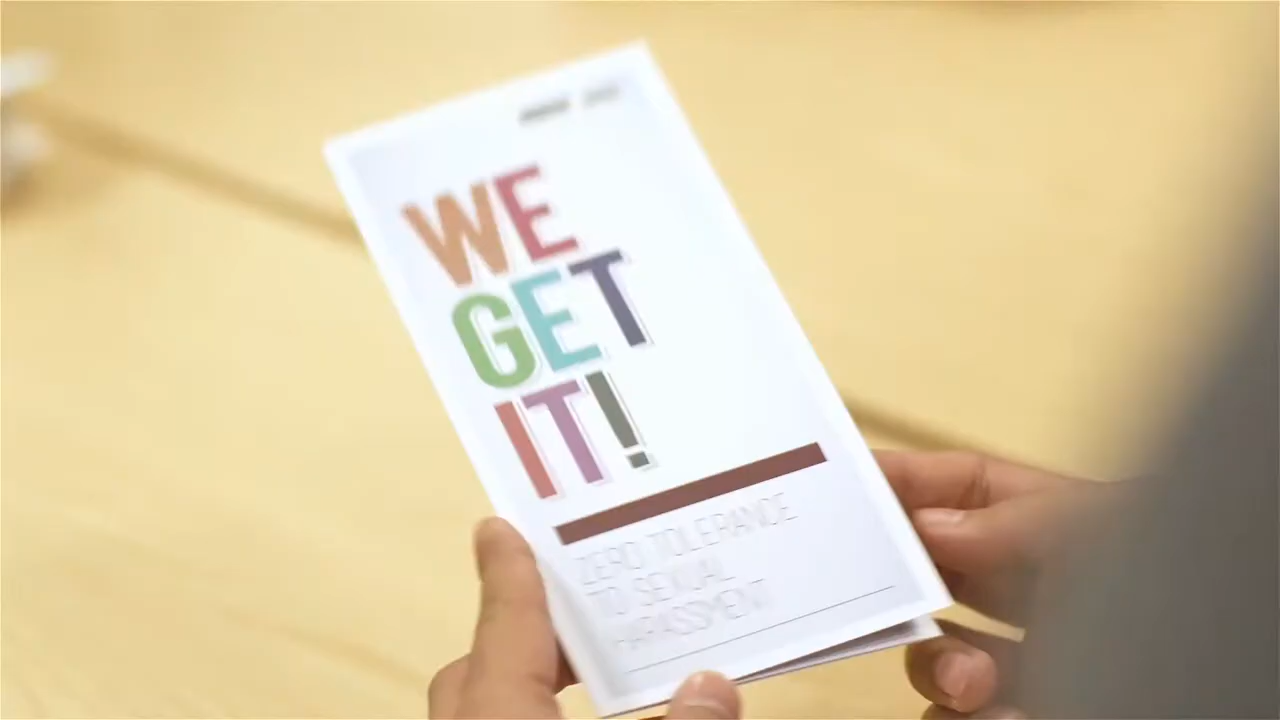 WE
GET
IT!
ZERO TOLERANCE
TO SEXUAL
HARASSMENT